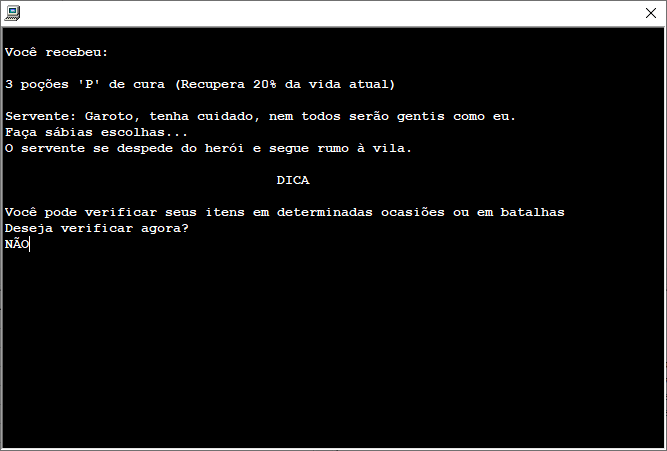 Você recebeu:
3 poções 'P' de cura (Recupera 20% da vida atual)
Servente: Garoto, tenha cuidado, nem todos serão gentis como eu.
Faça sábias escolhas...
O servente se despede do herói e segue rumo à vila.
DICA
Você pode verificar seus itens em determinadas ocasiões ou em batalhas
Deseja verificar agora?
NÃO